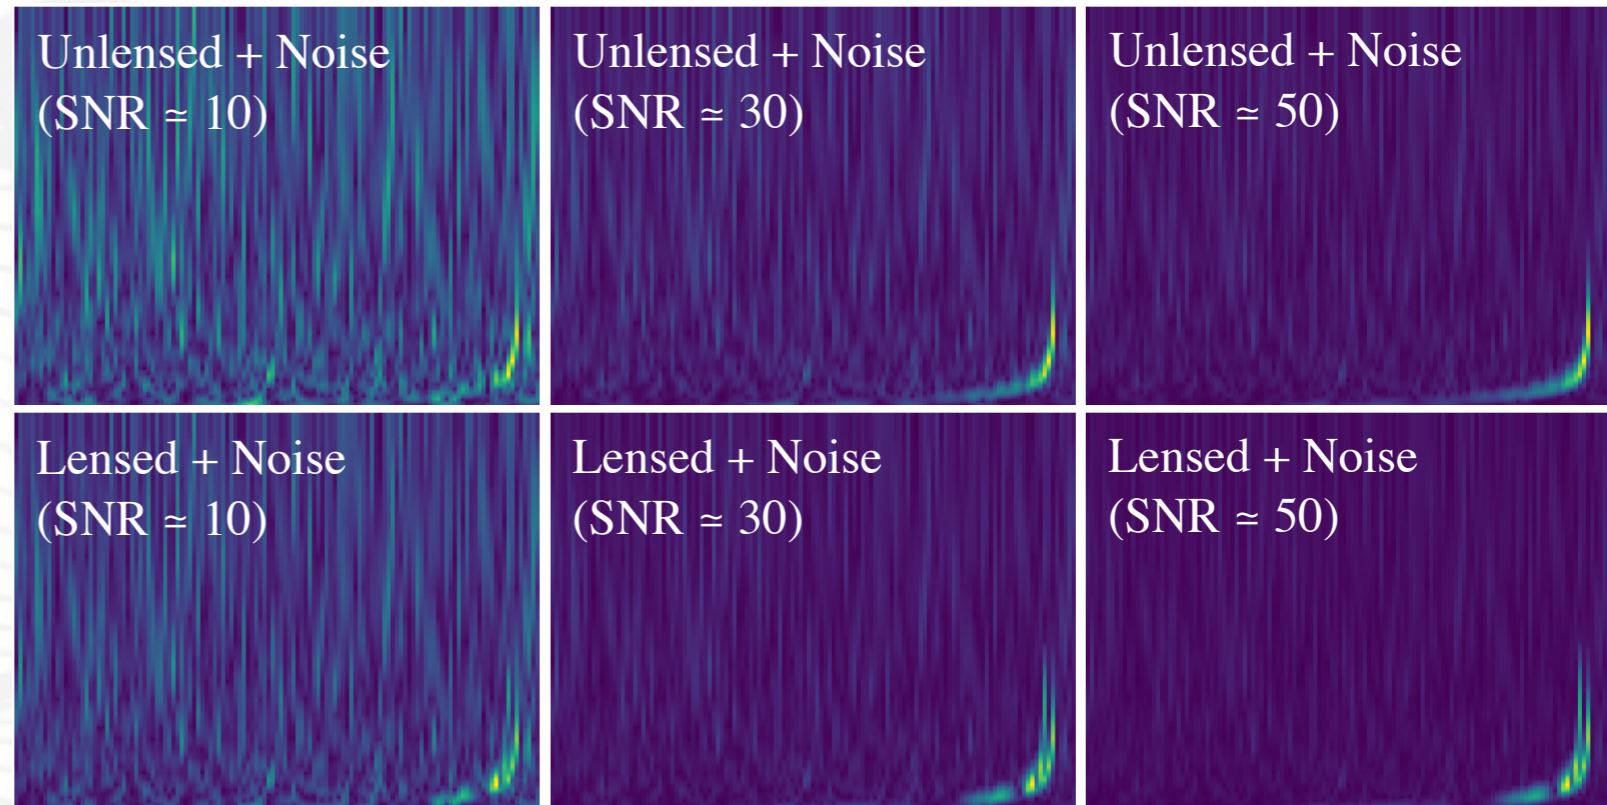 Unlensed + Noise
(SNR ≃ 10)
Unlensed + Noise
(SNR ≃ 30)
Unlensed + Noise
(SNR ≃ 50)
Lensed + Noise
(SNR ≃ 10)
Lensed + Noise
(SNR ≃ 30)
Lensed + Noise
(SNR ≃ 50)